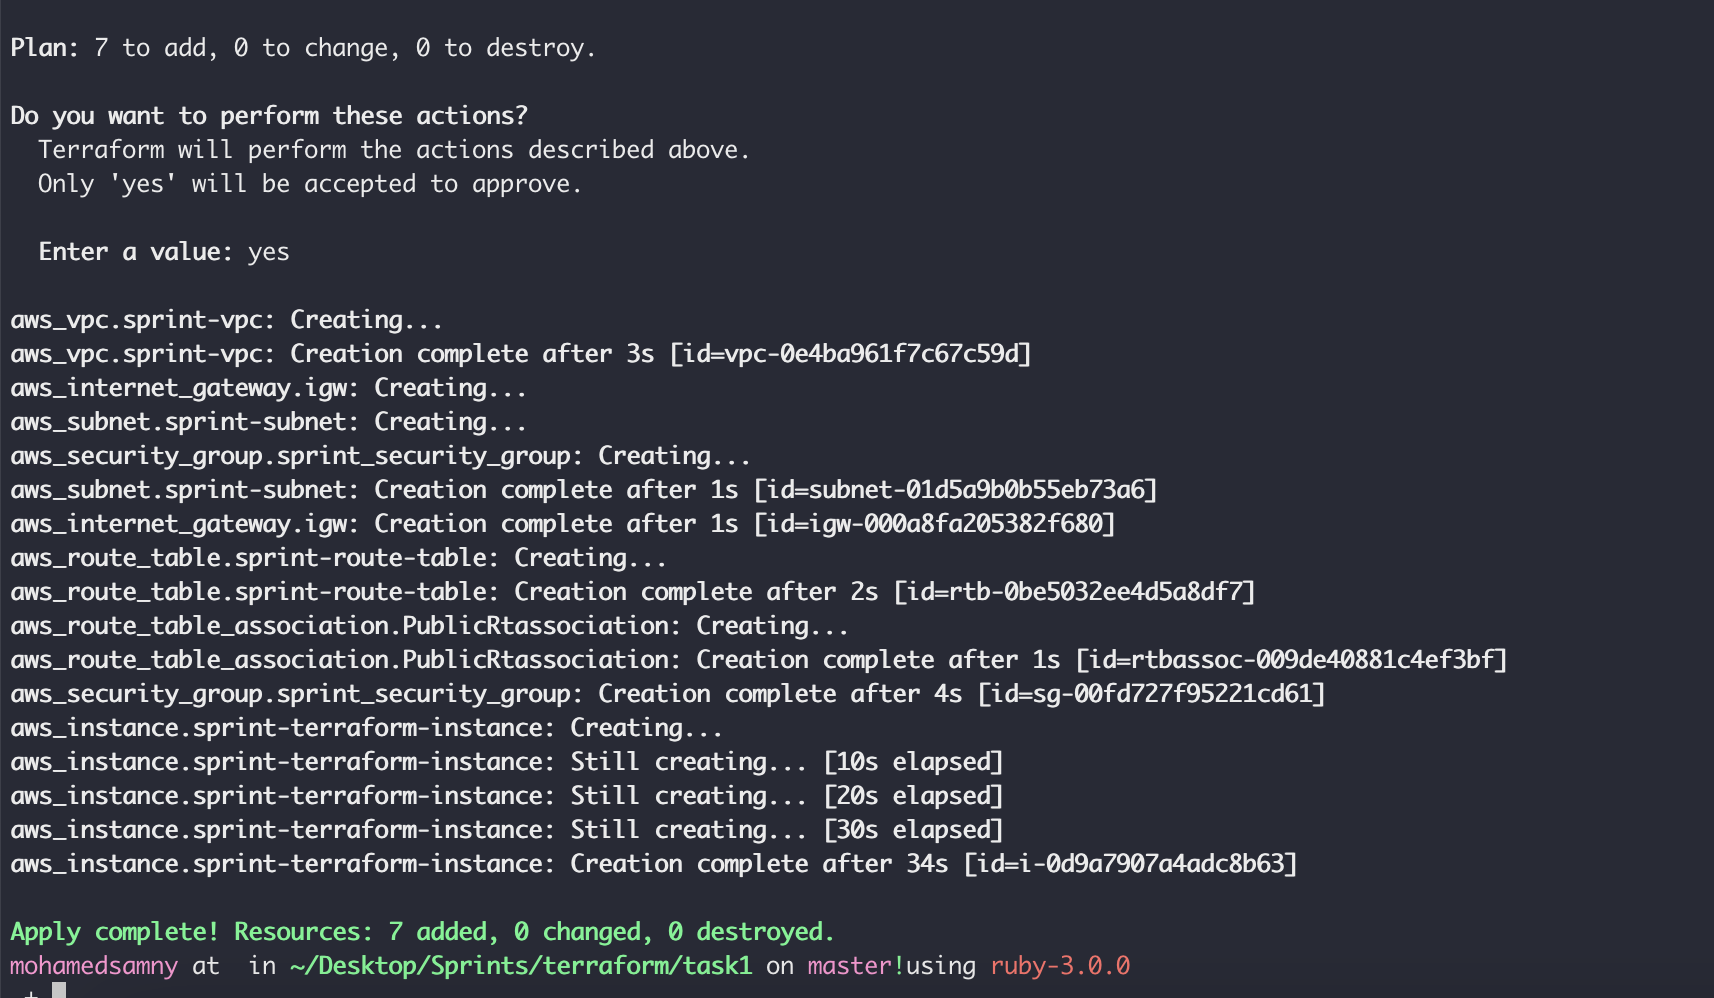 Plan: 7 to add, 0 to change, 0 to destroy.
Do you want to perform these actions?
Terraform will perform the actions described above.
Only 'yes' will be accepted to approve.
Enter a value: yes
aws_vpc.sprint-vpc: Creating...
aws_vpc.sprint-vpc: Creation complete after 3s [id=vpc-0e4ba961f7c67c59d]
aws_internet_gateway.igw: Creating...
aws_subnet.sprint-subnet: Creating...
aws_security_group.sprint_security_group: Creating...
aws_subnet.sprint-subnet: Creation complete after 1s [id=subnet-01d5a9b0b55eb73a6]
aws_internet_gateway.igw: Creation complete after 1s [id=igw-000a8fa205382f680]
aws_route_table.sprint-route-table: Creating...
aws_route_table.sprint-route-table: Creation complete after 2s [id=rtb-0be5032ee4d5a8df7]
aws_route_table_association.PublicRtassociation: Creating...
aws_route_table_association.PublicRtassociation: Creation complete after 1s [id=rtbassoc-009de40881c4ef3bf]
aws_security_group.sprint_security_group: Creation complete after 4s [id=sg-00fd727f95221cd61]
aws_instance.sprint-terraform-instance: Creating...
aws_instance.sprint-terraform-instance: Still creating... [10s elapsed]
aws_instance.sprint-terraform-instance: Still creating... [20s elapsed]
aws_instance.sprint-terraform-instance: Still creating... [30s elapsed]
aws_instance.sprint-terraform-instance: Creation complete after 34s [id=i-0d9a7907a4adc8b63]
Apply complete! Resources: 7 added, 0 changed, 0 destroyed.
mohamedsamny at  in ~/Desktop/Sprints/terraform/task1 on master!using ruby-3.0.0